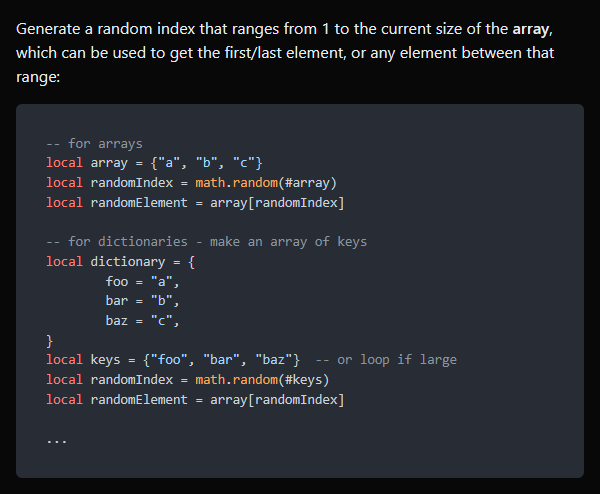 Generate a random index that ranges from 1 to the current size of the array,
which can be used to get the first/last element, or any element between that
range:
-- for arrays
local array = {"a", "b", "c"}
local randomIndex = math.random(#array)
local randomElement = array[randomIndex]
-- for dictionaries - make an array of keys
local dictionary = {
        foo = "a",
        bar = "b",
        baz = "c",
}
local keys = {"foo", "bar", "baz"}  -- or loop if large
local randomIndex = math.random(#keys)
local randomElement = array[randomIndex]
...